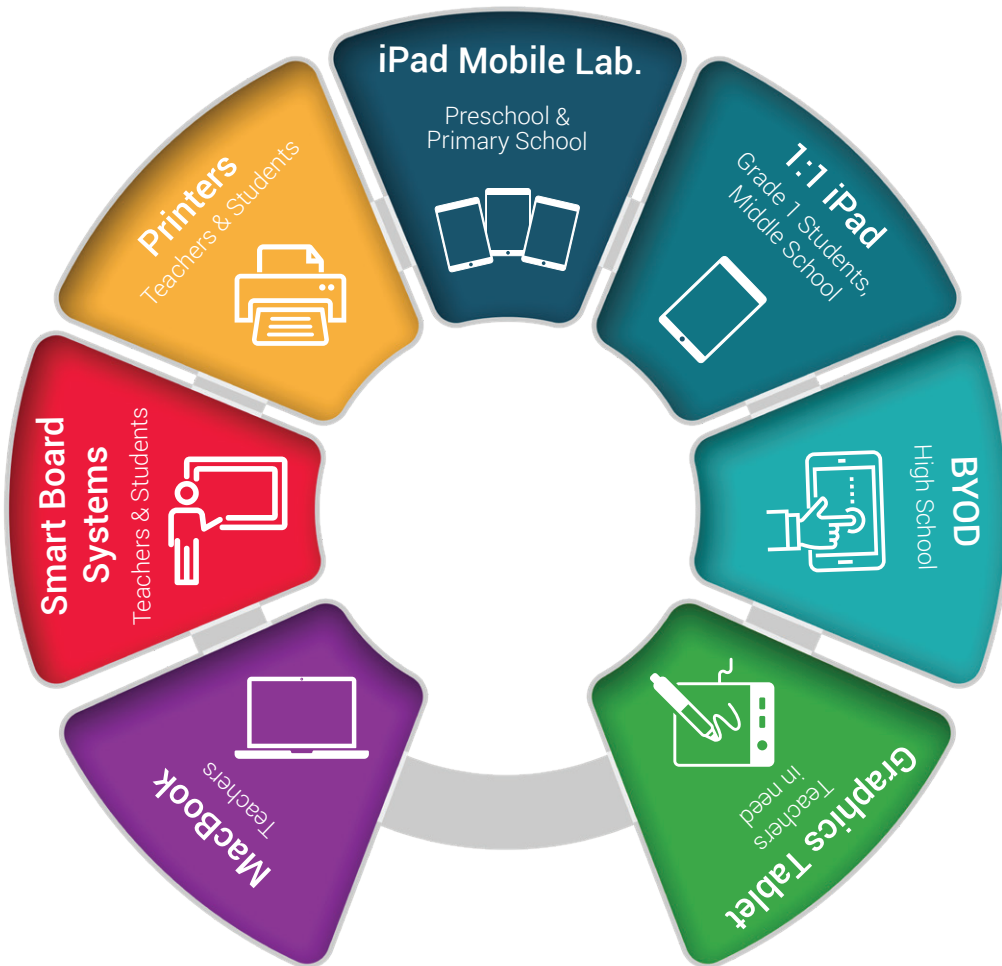 iPad Mobile Lab.
Preschool &
Primary School
1:1 iPad
Grade 1 Students,
Middle School
BYOD
High School
Graphics Tablet
Teachers
in need
MacBook
Teachers
Smart Board
Systems
Teachers & Students
Printers
Teachers & Students